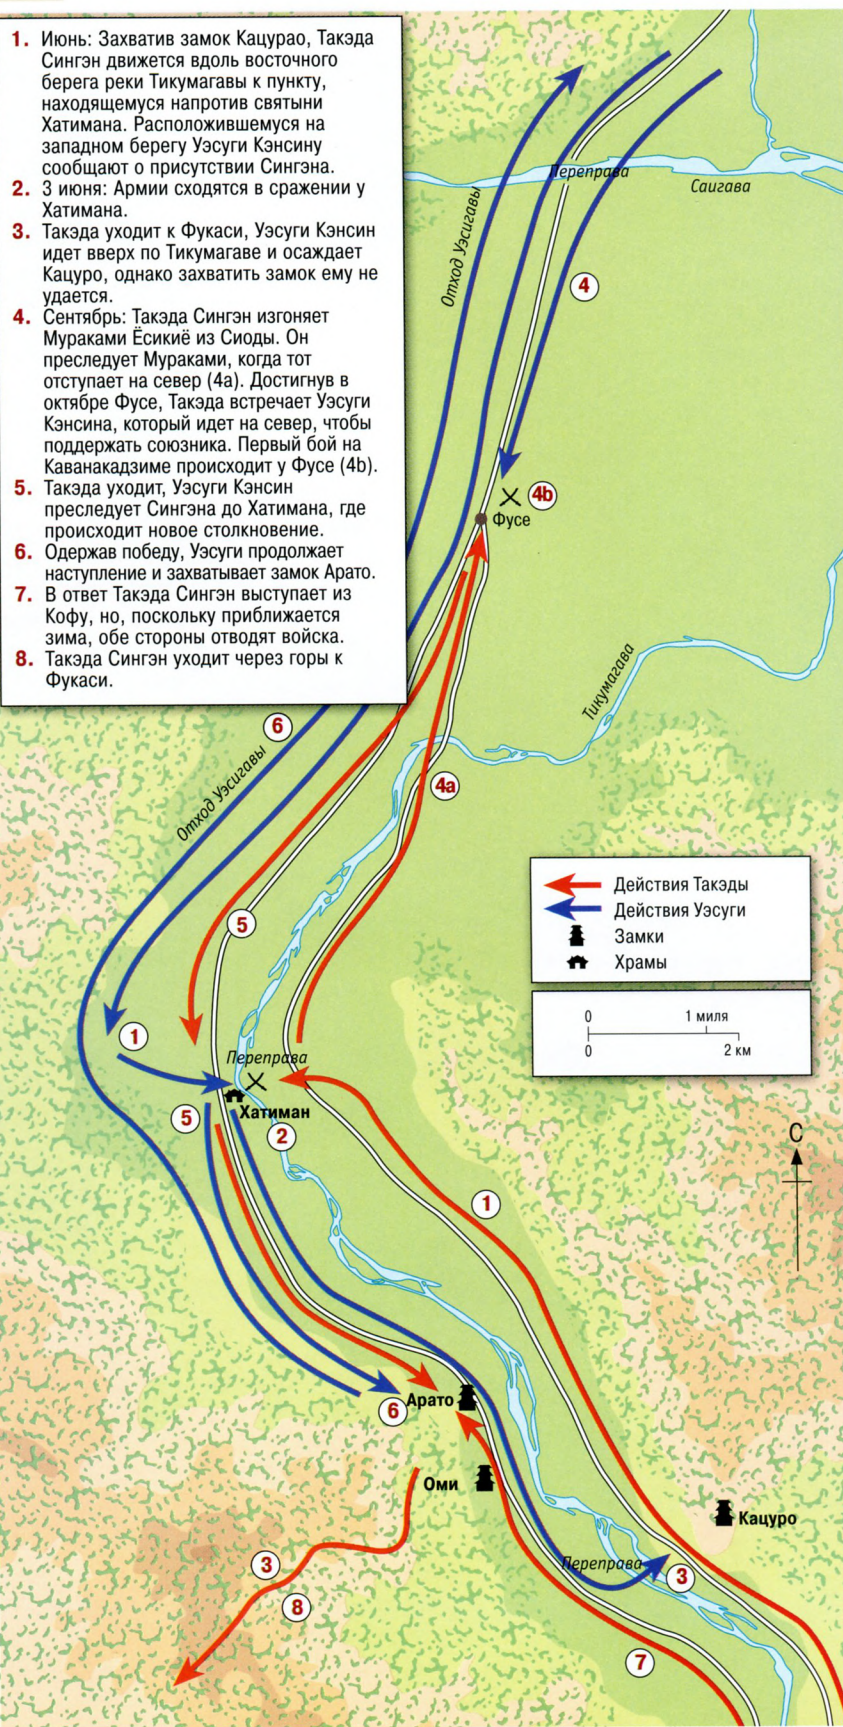 1. Июнь: Захватив замок Кацурао, Такэда
Сингэн движется вдоль восточного
берега реки Тикумагавы к пункту,
находящемуся напротив святыни
Хатимана. Расположившемуся на
западном берегу Уэсуги Кэнсину
сообщают о присутствии Сингэна.
2. 3 июня: Армии сходятся в сражении у
Хатимана.
3. Такэда уходит к Фукаси, Уэсуги Кэнсин
идет вверх по Тикумагаве и осаждает
Кацуро, однако захватить замок ему не
удается.
4. Сентябрь: Такэда Сингэн изгоняет
Мураками Ёсикиё из Сиоды. Он
преследует Мураками, когда тот
отступает на север (4a). Достигнув в
октябре Фусе, Такэда встречает Уэсуги
Кэнсина, который идет на север, чтобы
поддержать союзника. Первый бой на
Каванакадзиме происходит у Фусе (4b).
5. Такэда уходит, Уэсуги Кэнсин
преследует Сингэна до Хатимана, где
происходит новое столкновение.
6. Одержав победу, Уэсуги продолжает
наступление и захватывает замок Арато.
7. В ответ Такэда Сингэн выступает из
Кофу, но, поскольку приближается
зима, обе стороны отводят войска.
8. Такэда Сингэн уходит через горы к
Фукаси.
Переправа
Саигава
Отход Уэсигавы
4
4b
Фусе
Тикумагава
6
Отход Уэсигавы
4a
Действия Такэды
Действия Уэсуги
Замки
Храмы
5
0
1 миля
0
2 км
1
Переправа
5
Хатиман
2
С
1
6
Арато
Оми
Кацуро
3
Переправа
3
8
7